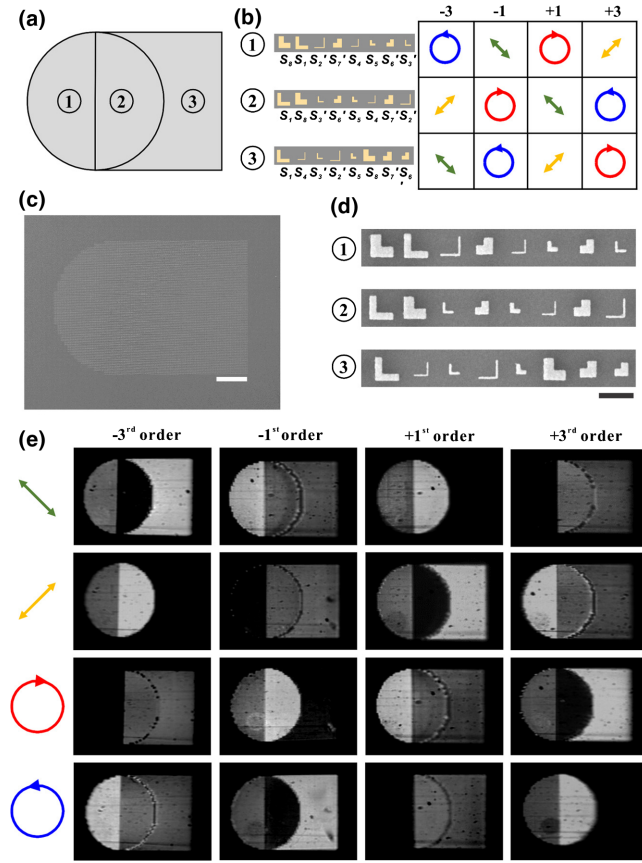 (a)
① ② ③
(b)
-3 -1 +1 +3
①
S₈ S₁ S₂' S₇' S₄ S₅ S₆' S₃'
②
S₁ S₈ S₃' S₆' S₅ S₄ S₇' S₂'
③
S₁ S₄ S₃' S₂' S₅ S₈ S₇' S₆'
(c)
(d)
①
②
③
(e)
-3ʳᵈ order -1ˢᵗ order +1ˢᵗ order +3ʳᵈ order